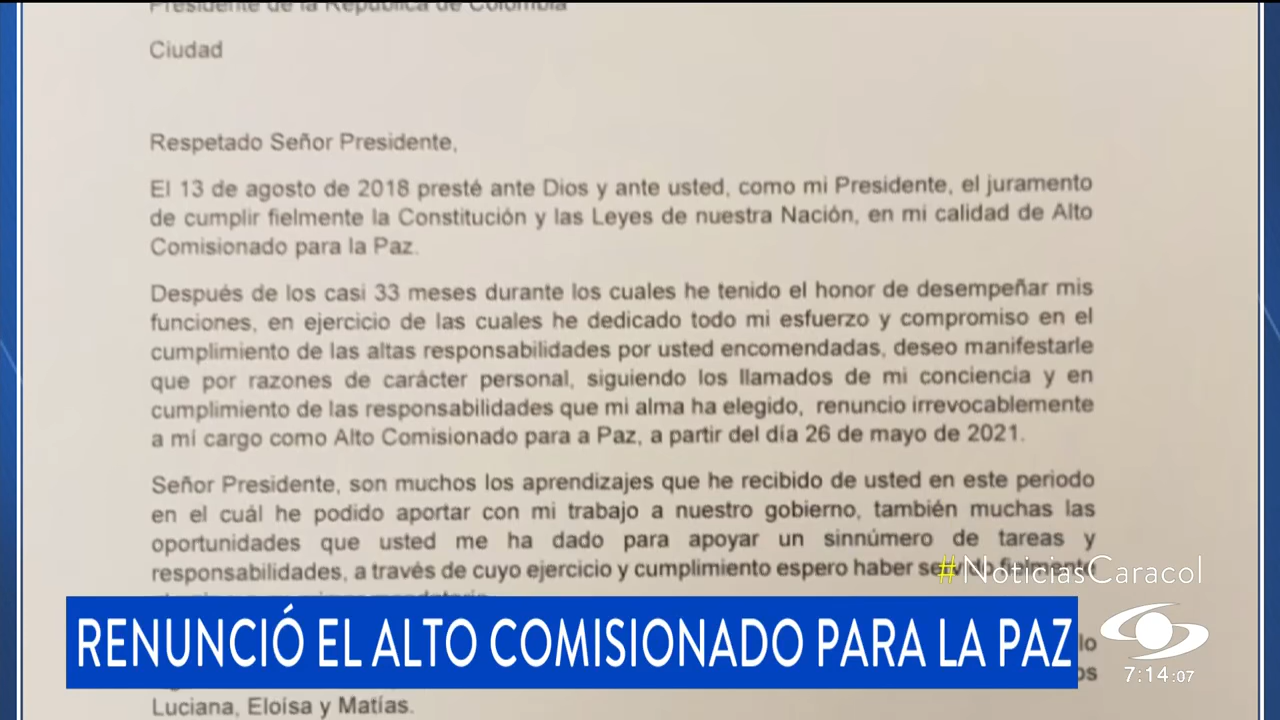 Presidente de la República de Colombia
Ciudad
Respetado Señor Presidente,
El 13 de agosto de 2018 presté ante Dios y ante usted, como mi Presidente, el juramento
de cumplir fielmente la Constitución y las Leyes de nuestra Nación, en mi calidad de Alto
Comisionado para la Paz.
Después de los casi 33 meses durante los cuales he tenido el honor de desempeñar mis
funciones, en ejercicio de las cuales he dedicado todo mi esfuerzo y compromiso en el
cumplimiento de las altas responsabilidades por usted encomendadas, deseo manifestarle
que por razones de carácter personal, siguiendo los llamados de mi conciencia y en
cumplimiento de las responsabilidades que mi alma ha elegido, renuncio irrevocablemente
a mi cargo como Alto Comisionado para a Paz, a partir del día 26 de mayo de 2021.
Señor Presidente, son muchos los aprendizajes que he recibido de usted en este periodo
en el cuál he podido aportar con mi trabajo a nuestro gobierno, también muchas las
oportunidades que usted me ha dado para apoyar un sinnúmero de tareas y
responsabilidades, a través de cuyo ejercicio y cumplimiento espero haber
#NoticiasCaracol
RENUNCIÓ EL ALTO COMISIONADO PARA LA PAZ
lo
os
7:14:07
Luciana, Eloísa y Matías.